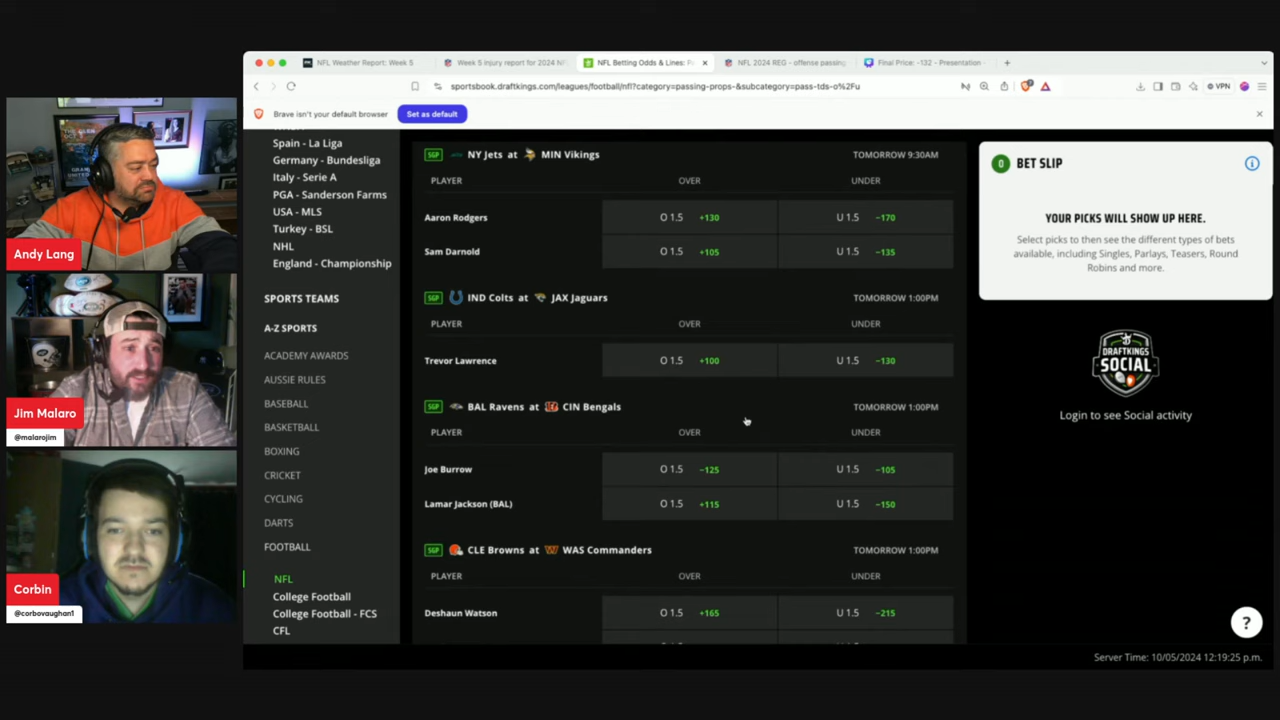 Andy Lang
Jim Malaro
@malarojim
Corbin
@corbovaughan1
NFL Weather Report: Week 5
Week 5 injury report for 2024 NF
NFL Betting Odds & Lines: P
NFL 2024 REG - offense passing
Final Price: -132 - Presentation
sportsbook.draftkings.com/leagues/football/nfl?category=passing-props-&subcategory=pass-tds-o%2Fu
VPN
Brave isn't your default browser
Set as default
Spain - La Liga
Germany - Bundesliga
Italy - Serie A
PGA - Sanderson Farms
USA - MLS
Turkey - BSL
NHL
England - Championship
SPORTS TEAMS
A-Z SPORTS
ACADEMY AWARDS
AUSSIE RULES
BASEBALL
BASKETBALL
BOXING
CRICKET
CYCLING
DARTS
FOOTBALL
NFL
College Football
College Football - FCS
CFL
SGP NY Jets at MIN Vikings TOMORROW 9:30AM
PLAYER OVER UNDER
Aaron Rodgers O 1.5 +130 U 1.5 −170
Sam Darnold O 1.5 +105 U 1.5 −135
SGP IND Colts at JAX Jaguars TOMORROW 1:00PM
PLAYER OVER UNDER
Trevor Lawrence O 1.5 +100 U 1.5 −130
SGP BAL Ravens at CIN Bengals TOMORROW 1:00PM
PLAYER OVER UNDER
Joe Burrow O 1.5 −125 U 1.5 −105
Lamar Jackson (BAL) O 1.5 +115 U 1.5 −150
SGP CLE Browns at WAS Commanders TOMORROW 1:00PM
PLAYER OVER UNDER
Deshaun Watson O 1.5 +165 U 1.5 −215
0 BET SLIP
YOUR PICKS WILL SHOW UP HERE.
Select picks to then see the different types of bets
available, including Singles, Parlays, Teasers, Round
Robins and more.
DRAFTKINGS
SOCIAL
Login to see Social activity
?
Server Time: 10/05/2024 12:19:25 p.m.